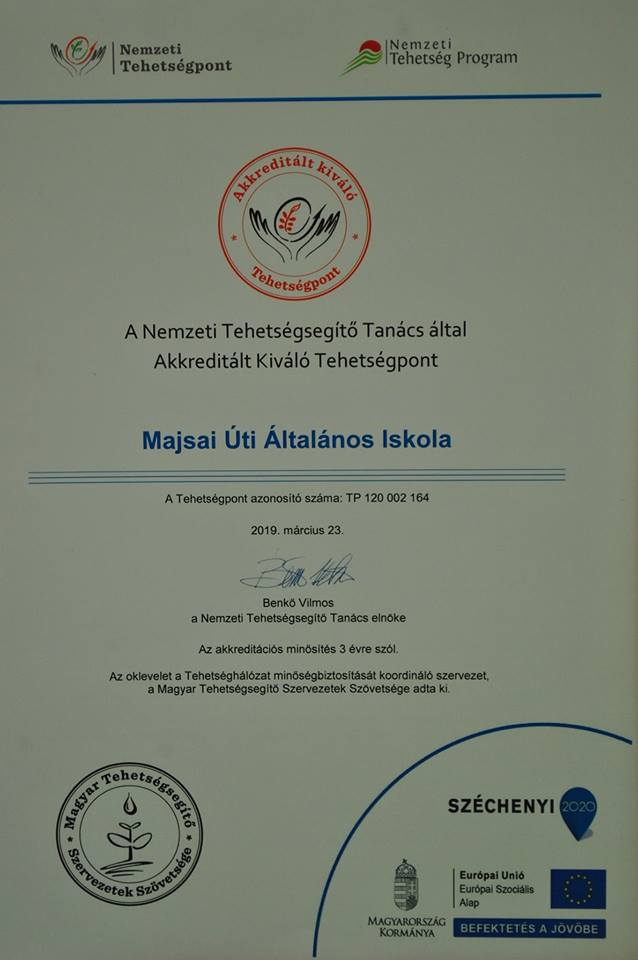 Nemzeti
Tehetségpont
Nemzeti
Tehetség Program
Akkreditált kiváló
* *
Tehetségpont
A Nemzeti Tehetségsegítő Tanács által
Akkreditált Kiváló Tehetségpont
Majsai Úti Általános Iskola
A Tehetségpont azonosító száma: TP 120 002 164
2019. március 23.
Benkő Vilmos
a Nemzeti Tehetségsegítő Tanács elnöke
Az akkreditációs minősítés 3 évre szól.
Az oklevelet a Tehetséghálózat minőségbiztosítását koordináló szervezet,
a Magyar Tehetségsegítő Szervezetek Szövetsége adta ki.
Magyar Tehetségsegítő
* *
Szervezetek Szövetsége
SZÉCHENYI 2020
MAGYARORSZÁG
KORMÁNYA
Európai Unió
Európai Szociális
Alap
BEFEKTETÉS A JÖVŐBE